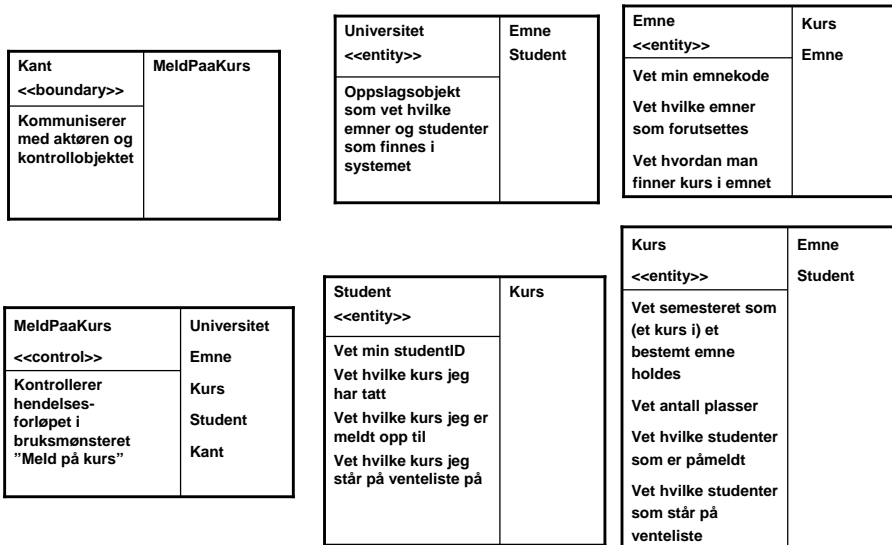 Kant
<<boundary>>
Kommuniserer
med aktøren og
kontrollobjektet
MeldPaaKurs
Universitet
<<entity>>
Oppslagsobjekt
som vet hvilke
emner og studenter
som finnes i
systemet
Emne
Student
Emne
<<entity>>
Vet min emnekode
Vet hvilke emner
som forutsettes
Vet hvordan man
finner kurs i emnet
Kurs
Emne
MeldPaaKurs
<<control>>
Kontrollerer
hendelses-
forløpet i
bruksmønsteret
”Meld på kurs”
Universitet
Emne
Kurs
Student
Kant
Student
<<entity>>
Vet min studentID
Vet hvilke kurs jeg
har tatt
Vet hvilke kurs jeg er
meldt opp til
Vet hvilke kurs jeg
står på venteliste på
Kurs
Kurs
<<entity>>
Vet semesteret som
(et kurs i) et
bestemt emne
holdes
Vet antall plasser
Vet hvilke studenter
som er påmeldt
Vet hvilke studenter
som står på
venteliste
Emne
Student